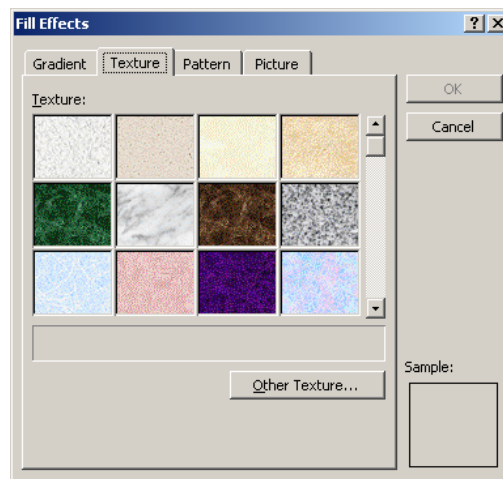 Fill Effects
Gradient Texture Pattern Picture
OK
Texture:
Cancel
Sample:
Other Texture...